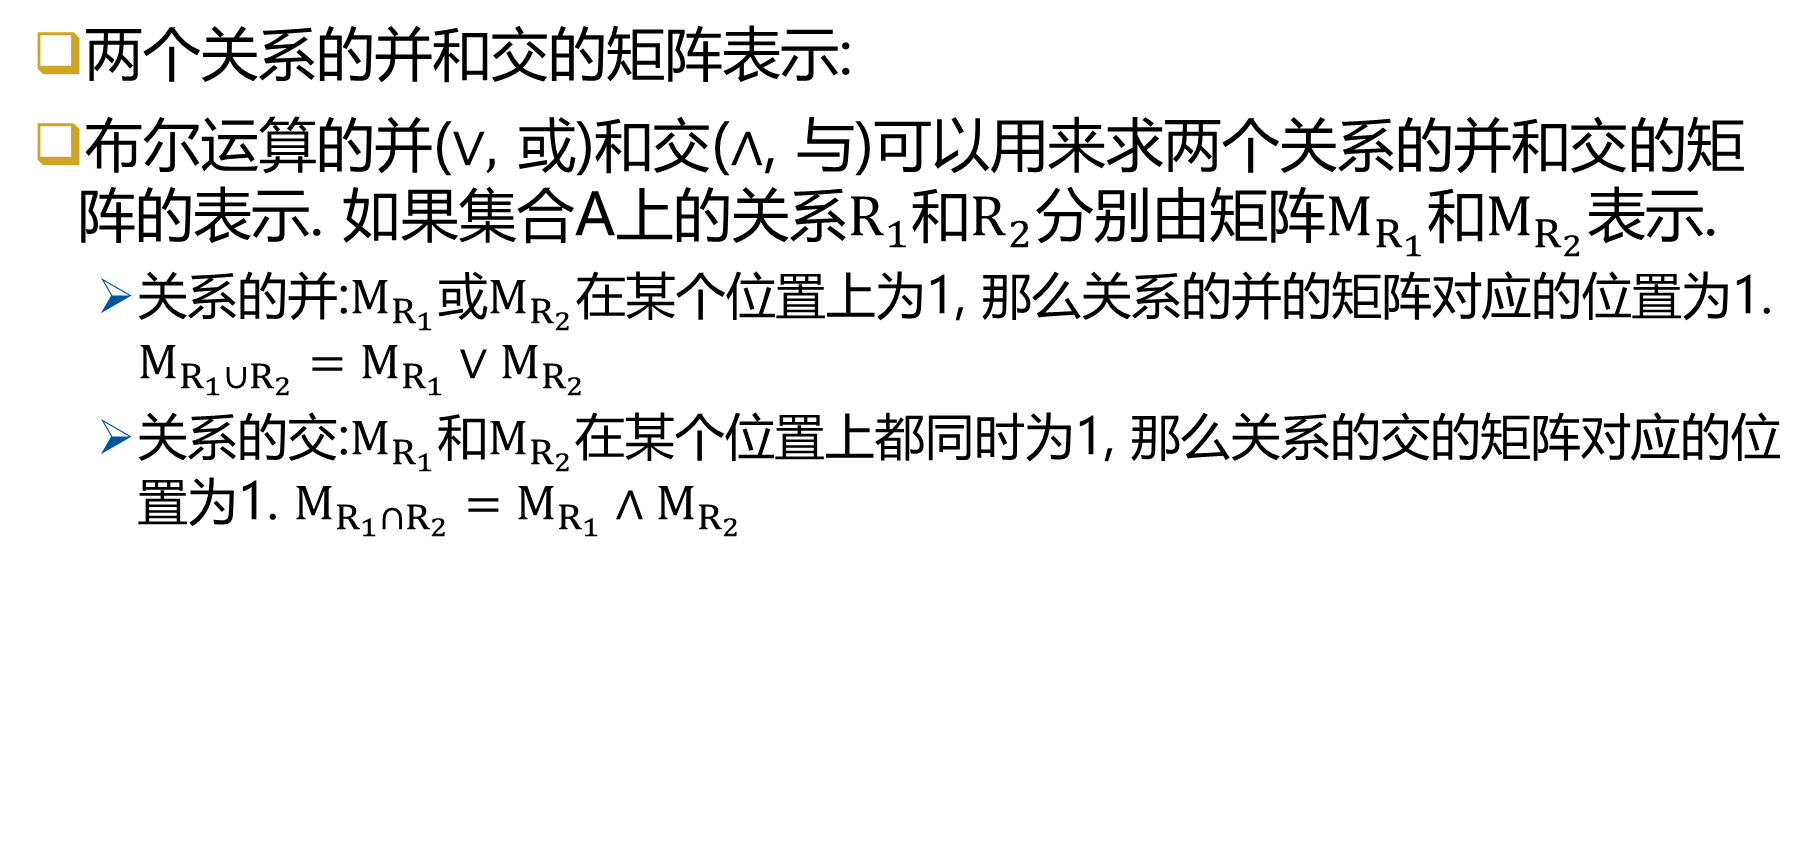 两个关系的并和交的矩阵表示:
布尔运算的并(∨, 或)和交(∧, 与)可以用来求两个关系的并和交的矩
阵的表示. 如果集合A上的关系R₁和R₂分别由矩阵M_{R₁}和M_{R₂}表示.
关系的并:M_{R₁}或M_{R₂}在某个位置上为1, 那么关系的并的矩阵对应的位置为1.
M_{R₁∪R₂} = M_{R₁} ∨ M_{R₂}
关系的交:M_{R₁}和M_{R₂}在某个位置上都同时为1, 那么关系的交的矩阵对应的位
置为1. M_{R₁∩R₂} = M_{R₁} ∧ M_{R₂}